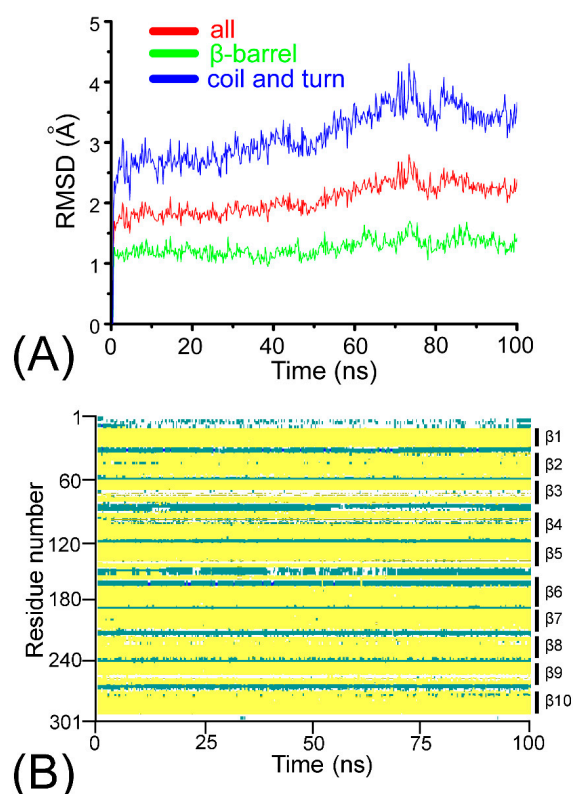 all
β-barrel
coil and turn
5
4
3
2
1
0
RMSD (Å)
0 20 40 60 80 100
Time (ns)
(A)
1
60
120
180
240
301
Residue number
β1
β2
β3
β4
β5
β6
β7
β8
β9
β10
0 25 50 75 100
Time (ns)
(B)